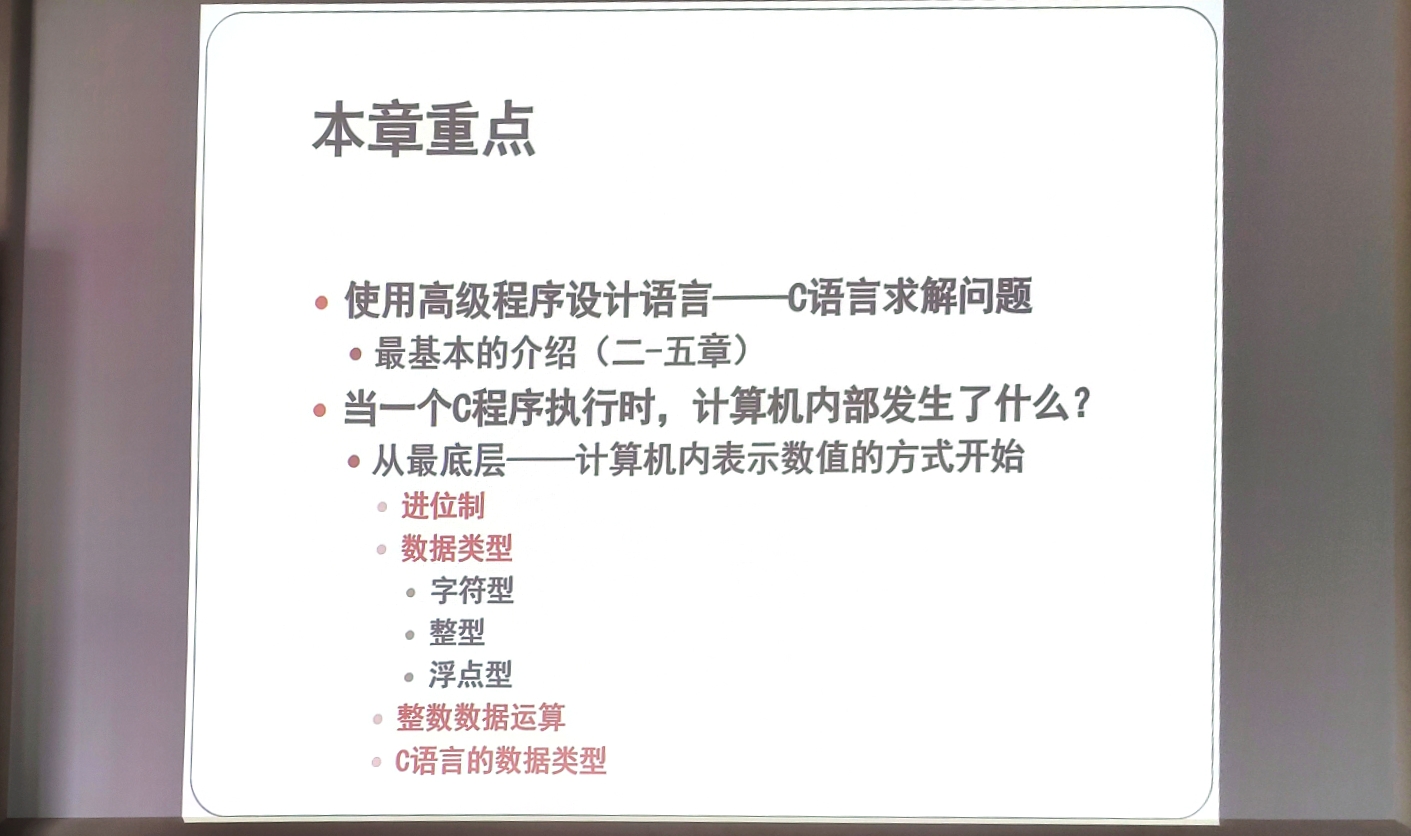 本章重点
使用高级程序设计语言——C语言求解问题
最基本的介绍（二-五章）
当一个C程序执行时，计算机内部发生了什么？
从最底层——计算机内表示数值的方式开始
进位制
数据类型
字符型
整型
浮点型
整数数据运算
C语言的数据类型